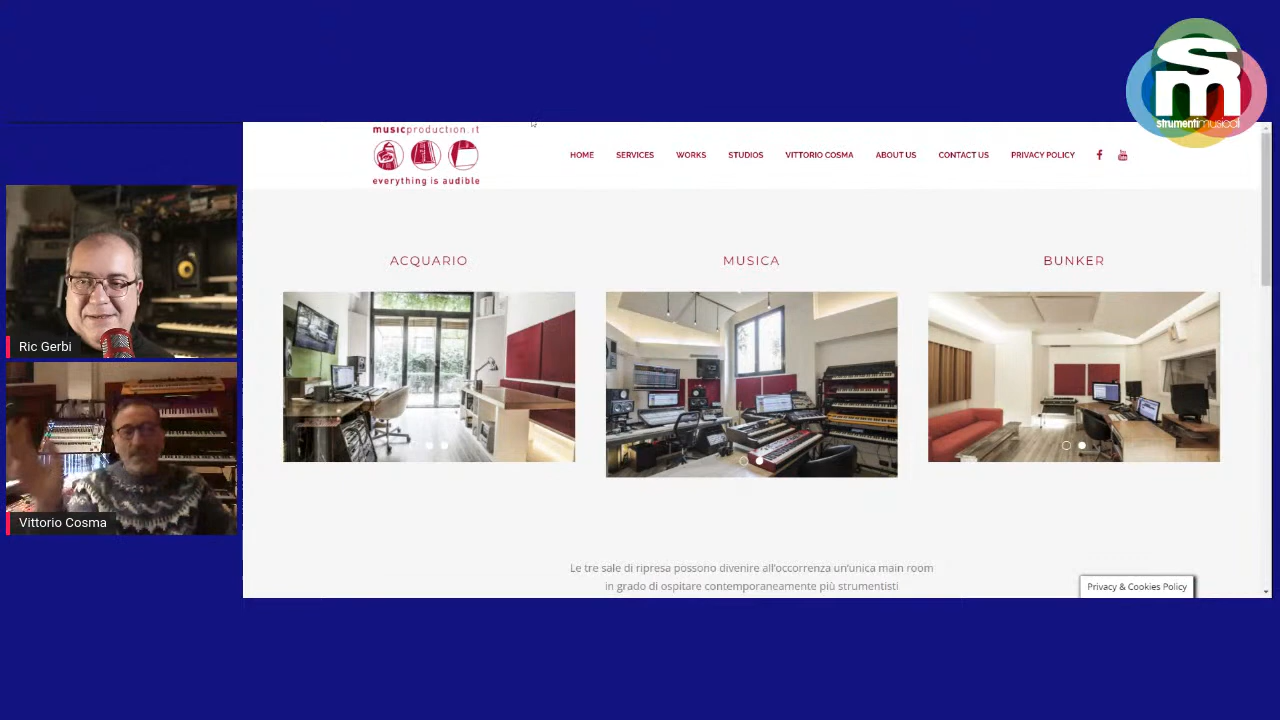 strumentimusicali
musicproduction.it
everything is audible
HOME SERVICES WORKS STUDIOS VITTORIO COSMA ABOUT US CONTACT US PRIVACY POLICY
ACQUARIO MUSICA BUNKER
Ric Gerbi
Vittorio Cosma
Le tre sale di ripresa possono divenire all'occorrenza un'unica main room
in grado di ospitare contemporaneamente più strumentisti
Privacy & Cookies Policy